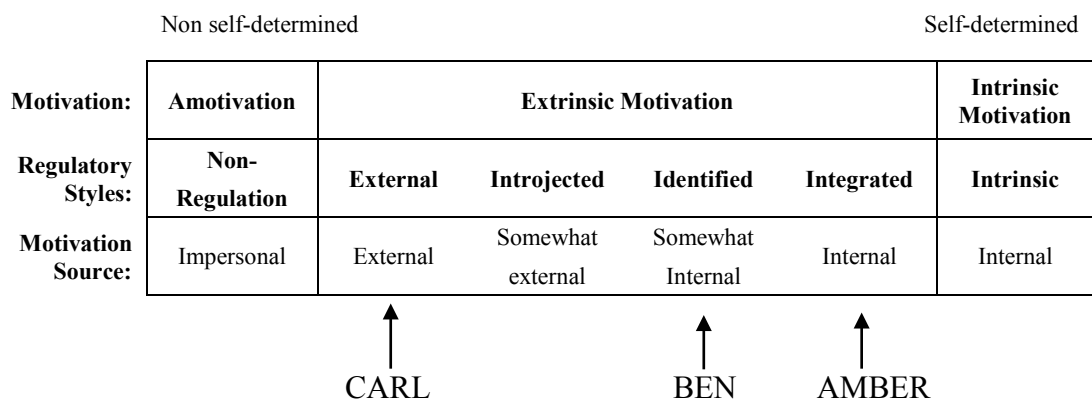 Non self-determined Self-determined
Motivation: Amotivation Extrinsic Motivation Intrinsic
Motivation
Regulatory
Styles: Non-
Regulation External Introjected Identified Integrated Intrinsic
Motivation
Source: Impersonal External Somewhat
external Somewhat
Internal Internal Internal
CARL BEN AMBER